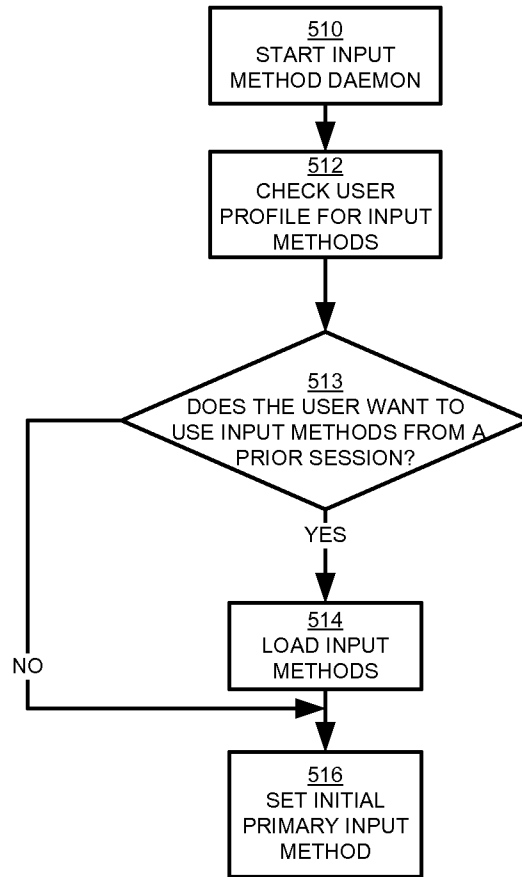 510
START INPUT
METHOD DAEMON
512
CHECK USER
PROFILE FOR INPUT
METHODS
513
DOES THE USER WANT TO
USE INPUT METHODS FROM A
PRIOR SESSION?
YES
514
LOAD INPUT
METHODS
NO
516
SET INITIAL
PRIMARY INPUT
METHOD